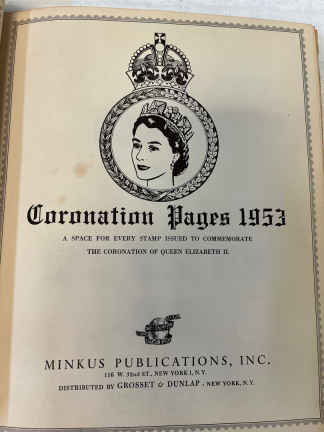 Coronation Pages 1953
A SPACE FOR EVERY STAMP ISSUED TO COMMEMORATE
THE CORONATION OF QUEEN ELIZABETH II.
MINKUS PUBLICATIONS, INC.
116 W. 32nd ST., NEW YORK 1, N.Y.
DISTRIBUTED BY GROSSET & DUNLAP - NEW YORK, N.Y.